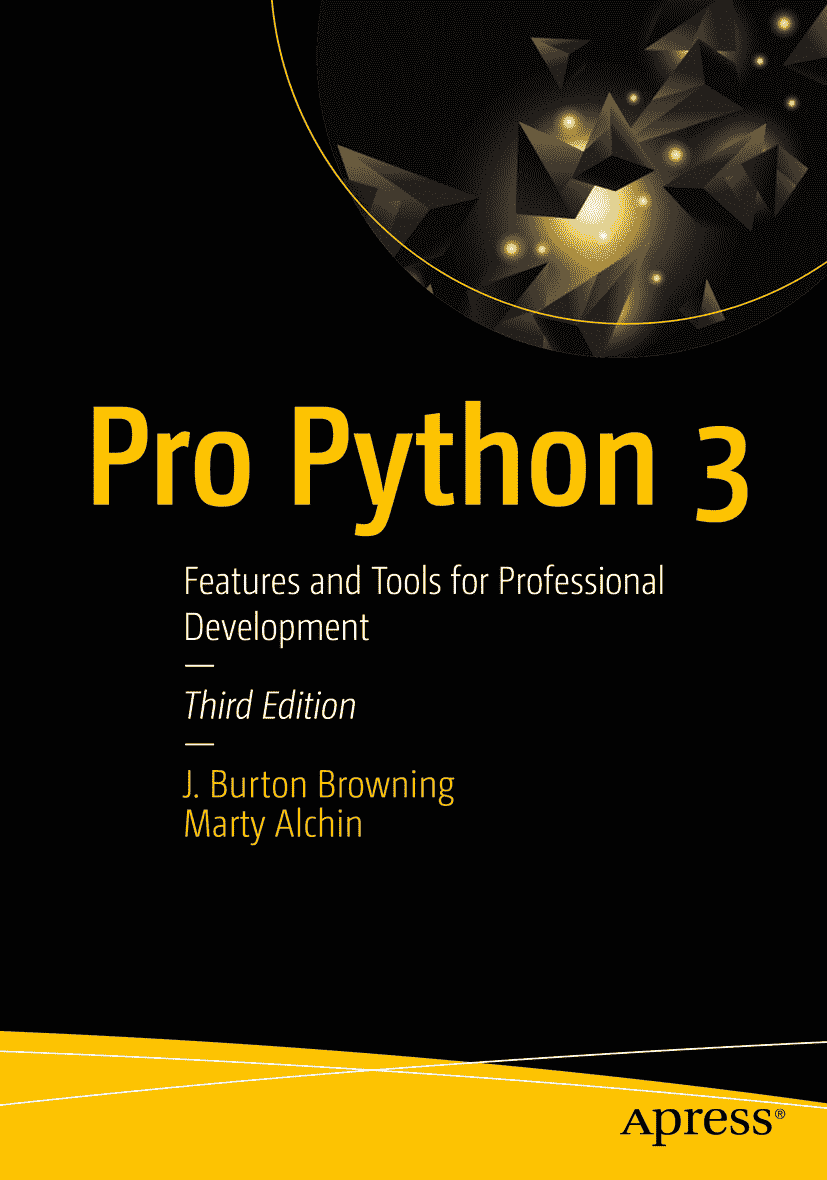 Pro Python 3
Features and Tools for Professional
Development
Third Edition
J. Burton Browning
Marty Alchin
Apress®